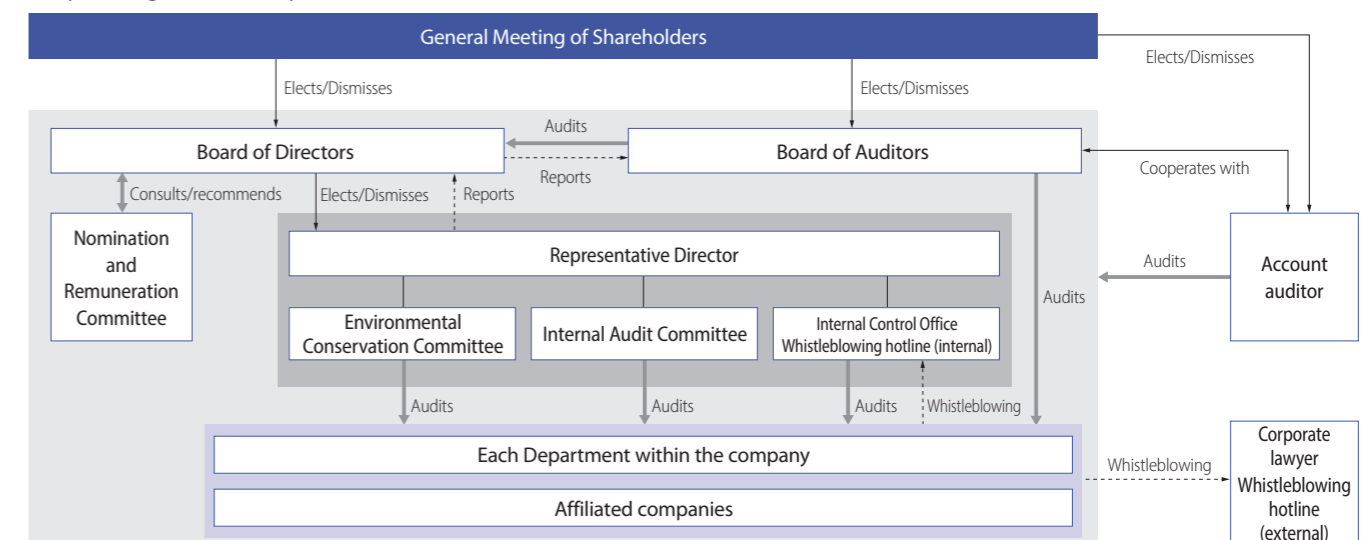 General Meeting of Shareholders
Elects/Dismisses
Elects/Dismisses
Elects/Dismisses
Board of Directors
Audits
Reports
Board of Auditors
Cooperates with
Consults/recommends
Elects/Dismisses
Reports
Nomination
and
Remuneration
Committee
Representative Director
Audits
Audits
Account
auditor
Environmental
Conservation Committee
Internal Audit Committee
Internal Control Office
Whistleblowing hotline (internal)
Audits
Audits
Audits
Whistleblowing
Each Department within the company
Affiliated companies
Whistleblowing
Corporate
lawyer
Whistleblowing
hotline
(external)